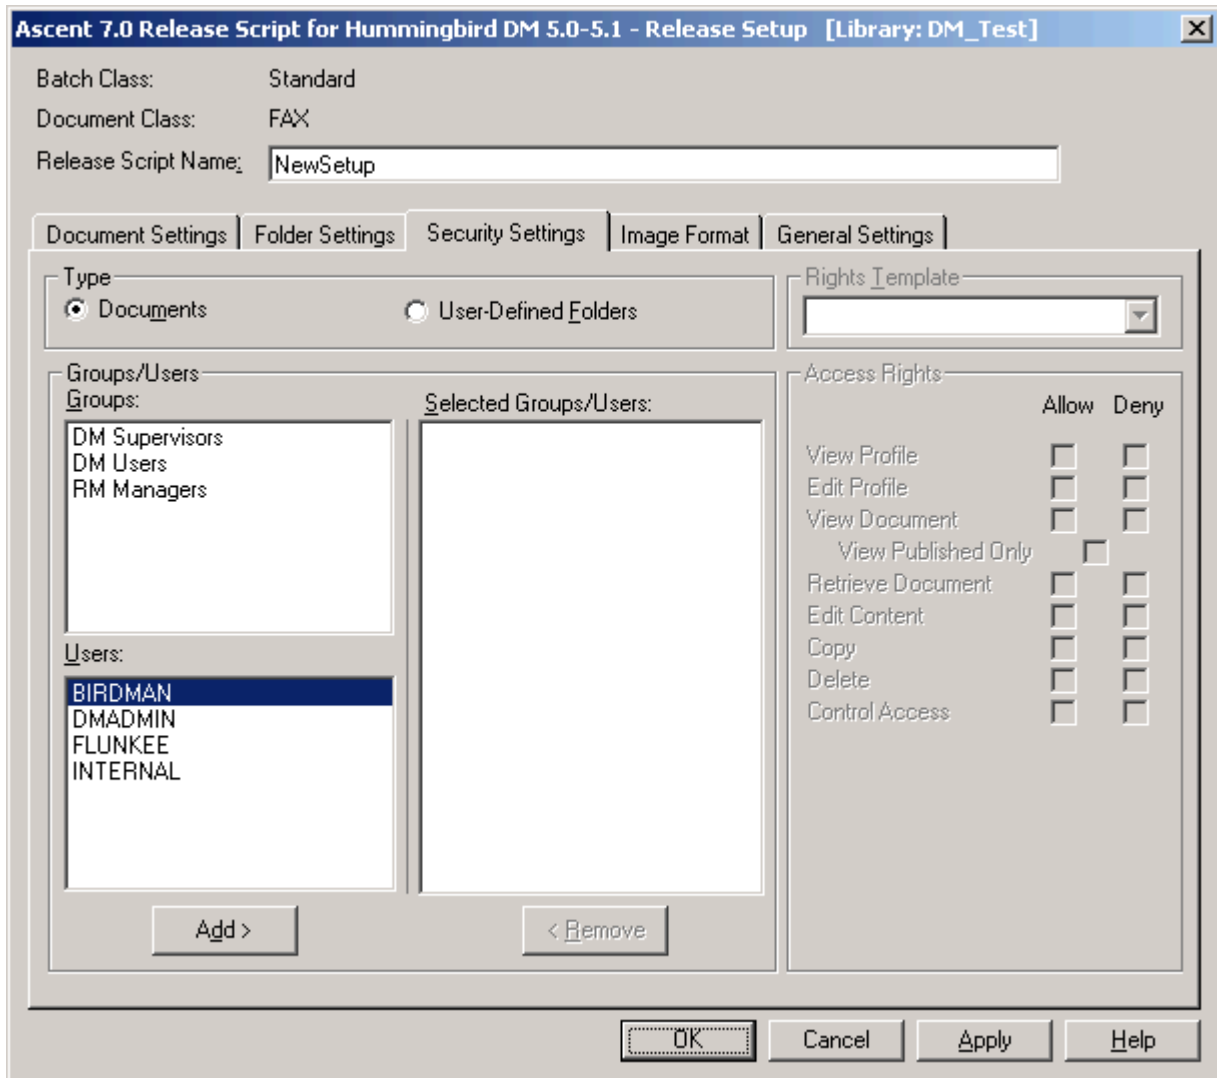 Ascent 7.0 Release Script for Hummingbird DM 5.0-5.1 - Release Setup   [Library: DM_Test]
Batch Class: Standard
Document Class: FAX
Release Script Name: NewSetup
Document Settings Folder Settings Security Settings Image Format General Settings
Type
Documents User-Defined Folders
Rights Template
Groups/Users
Groups:
DM Supervisors
DM Users
RM Managers
Users:
BIRDMAN
DMADMIN
FLUNKEE
INTERNAL
Add >
Selected Groups/Users:
< Remove
Access Rights
Allow Deny
View Profile
Edit Profile
View Document
View Published Only
Retrieve Document
Edit Content
Copy
Delete
Control Access
OK Cancel Apply Help